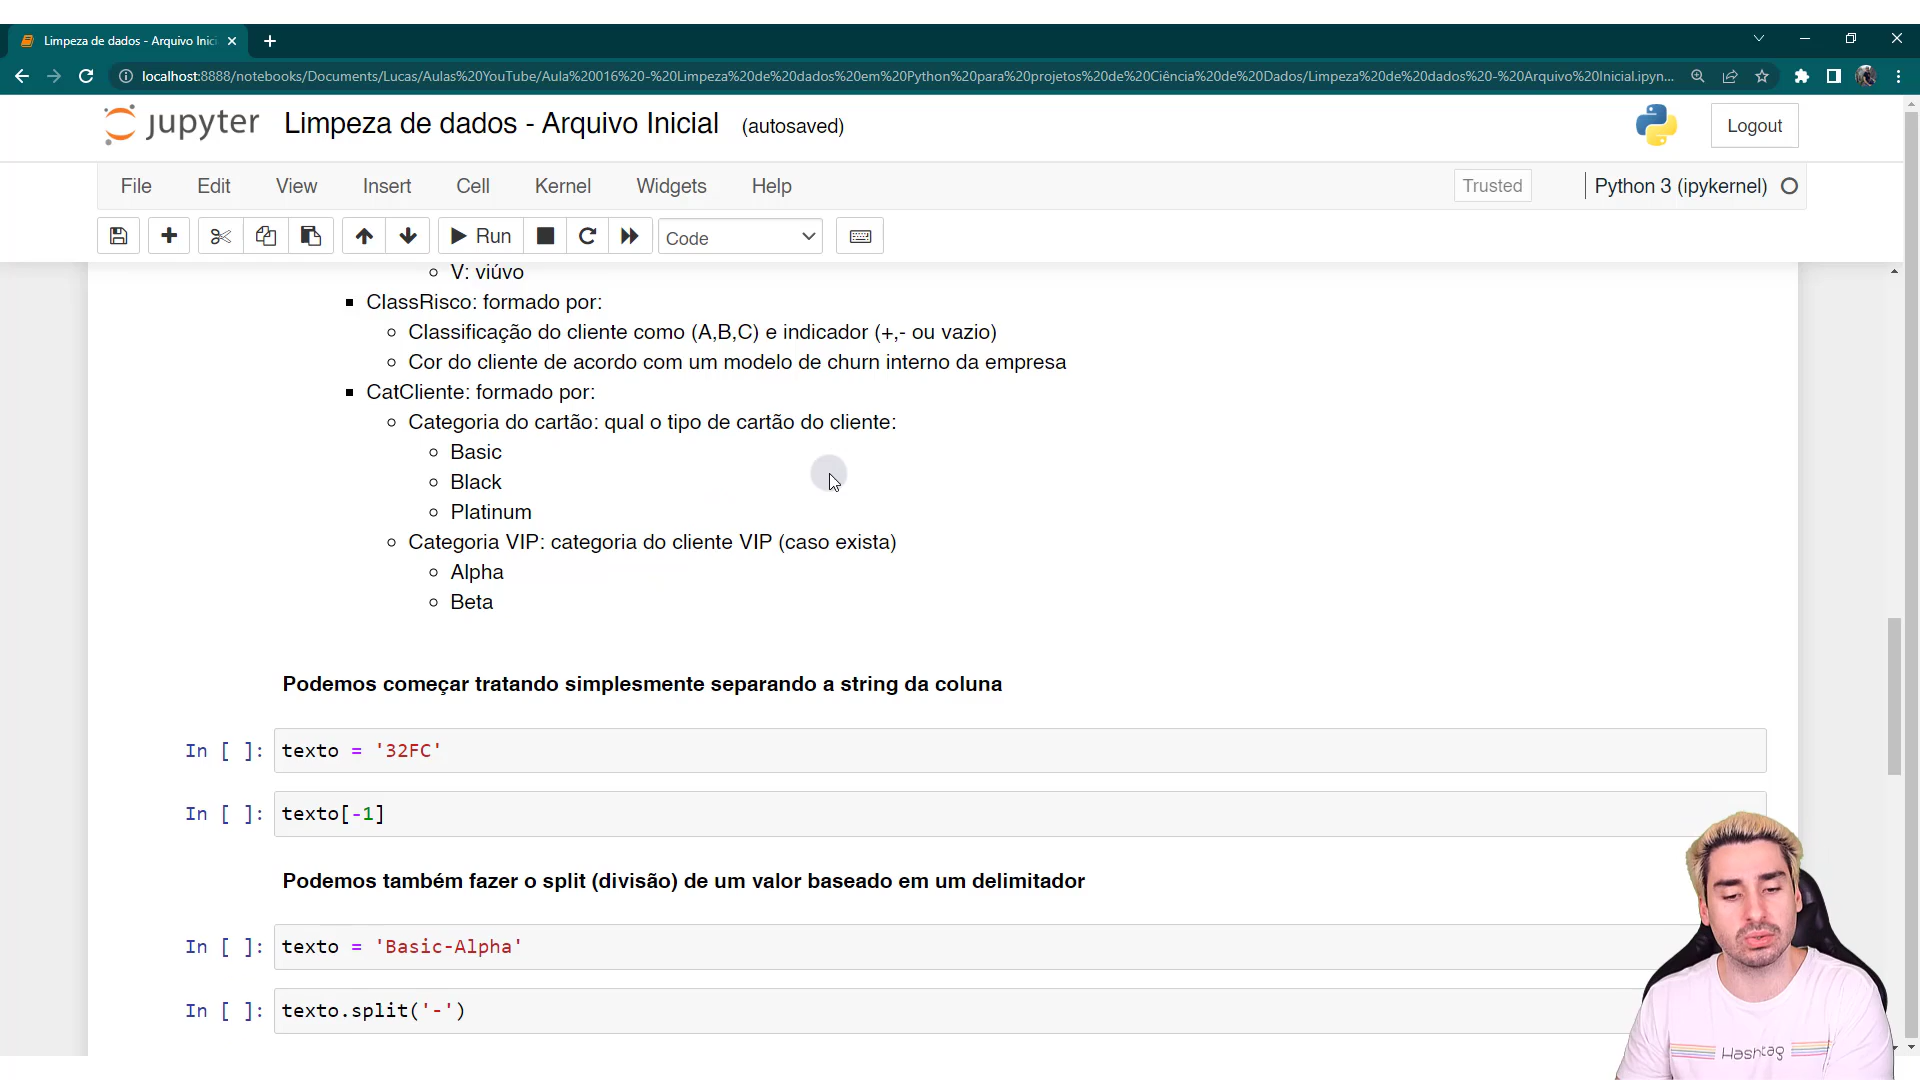 Limpeza de dados - Arquivo Inici
localhost:8888/notebooks/Documents/Lucas/Aulas%20YouTube/Aula%20016%20-%20Limpeza%20de%20dados%20em%20Python%20para%20projetos%20de%20Ciência%20de%20Dados/Limpeza%20de%20dados%20-%20Arquivo%20Inicial.ipyn...
jupyter Limpeza de dados - Arquivo Inicial (autosaved)
Logout
File Edit View Insert Cell Kernel Widgets Help
Trusted Python 3 (ipykernel)
Run Code
V: viúvo
ClassRisco: formado por:
Classificação do cliente como (A,B,C) e indicador (+,- ou vazio)
Cor do cliente de acordo com um modelo de churn interno da empresa
CatCliente: formado por:
Categoria do cartão: qual o tipo de cartão do cliente:
Basic
Black
Platinum
Categoria VIP: categoria do cliente VIP (caso exista)
Alpha
Beta
Podemos começar tratando simplesmente separando a string da coluna
In [ ]: texto = '32FC'
In [ ]: texto[-1]
Podemos também fazer o split (divisão) de um valor baseado em um delimitador
In [ ]: texto = 'Basic-Alpha'
In [ ]: texto.split('-')
Hashtag